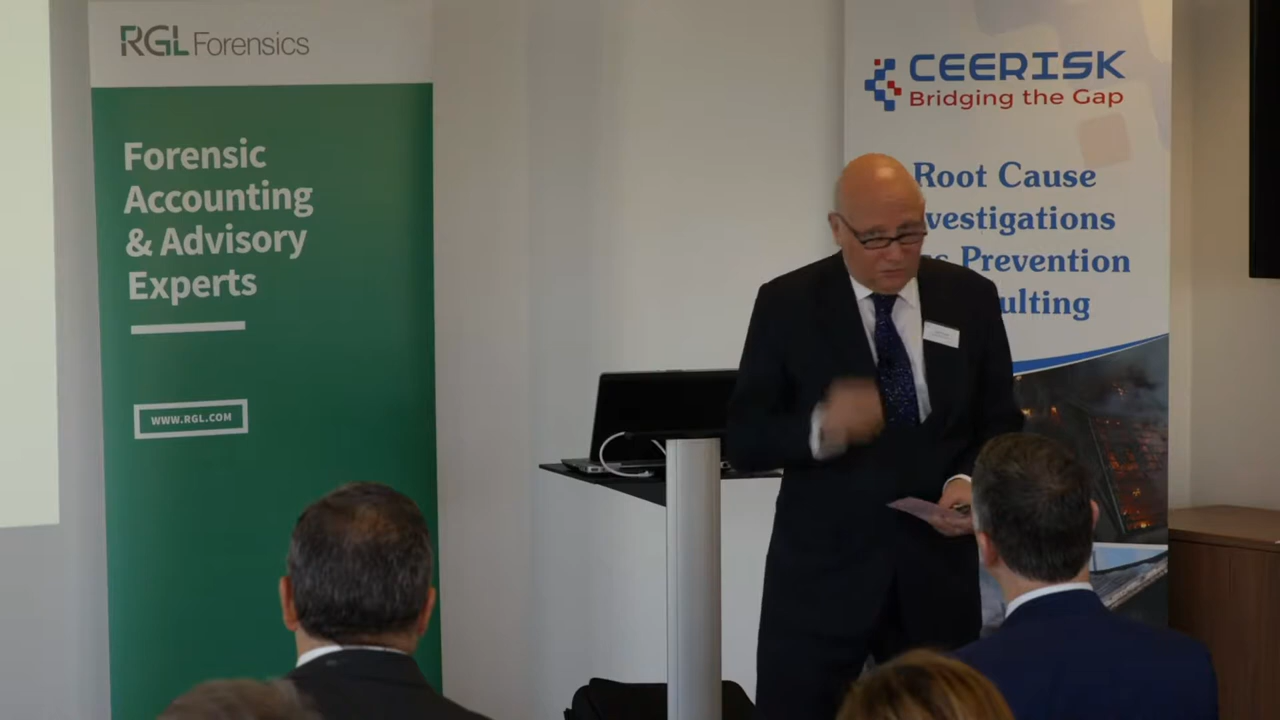 RGL Forensics
Forensic
Accounting
& Advisory
Experts
WWW.RGL.COM
CEERISK
Bridging the Gap
Root Cause
vestigations
Prevention
ulting